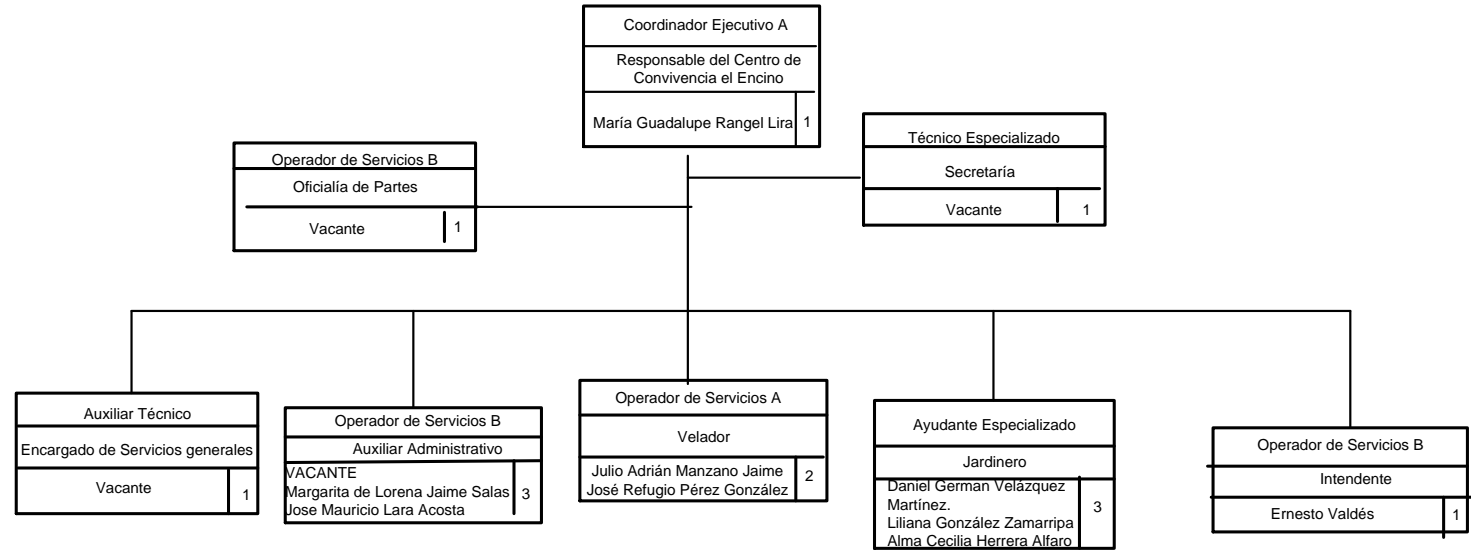 Coordinador Ejecutivo A
Responsable del Centro de
Convivencia el Encino
María Guadalupe Rangel Lira 1
Operador de Servicios B
Oficialía de Partes
Vacante 1
Técnico Especializado
Secretaría
Vacante 1
Auxiliar Técnico
Encargado de Servicios generales
Vacante 1
Operador de Servicios B
Auxiliar Administrativo
VACANTE
Margarita de Lorena Jaime Salas 3
Jose Mauricio Lara Acosta
Operador de Servicios A
Velador
Julio Adrián Manzano Jaime 2
José Refugio Pérez González
Ayudante Especializado
Jardinero
Daniel German Velázquez
Martínez. 3
Liliana González Zamarripa
Alma Cecilia Herrera Alfaro
Operador de Servicios B
Intendente
Ernesto Valdés 1